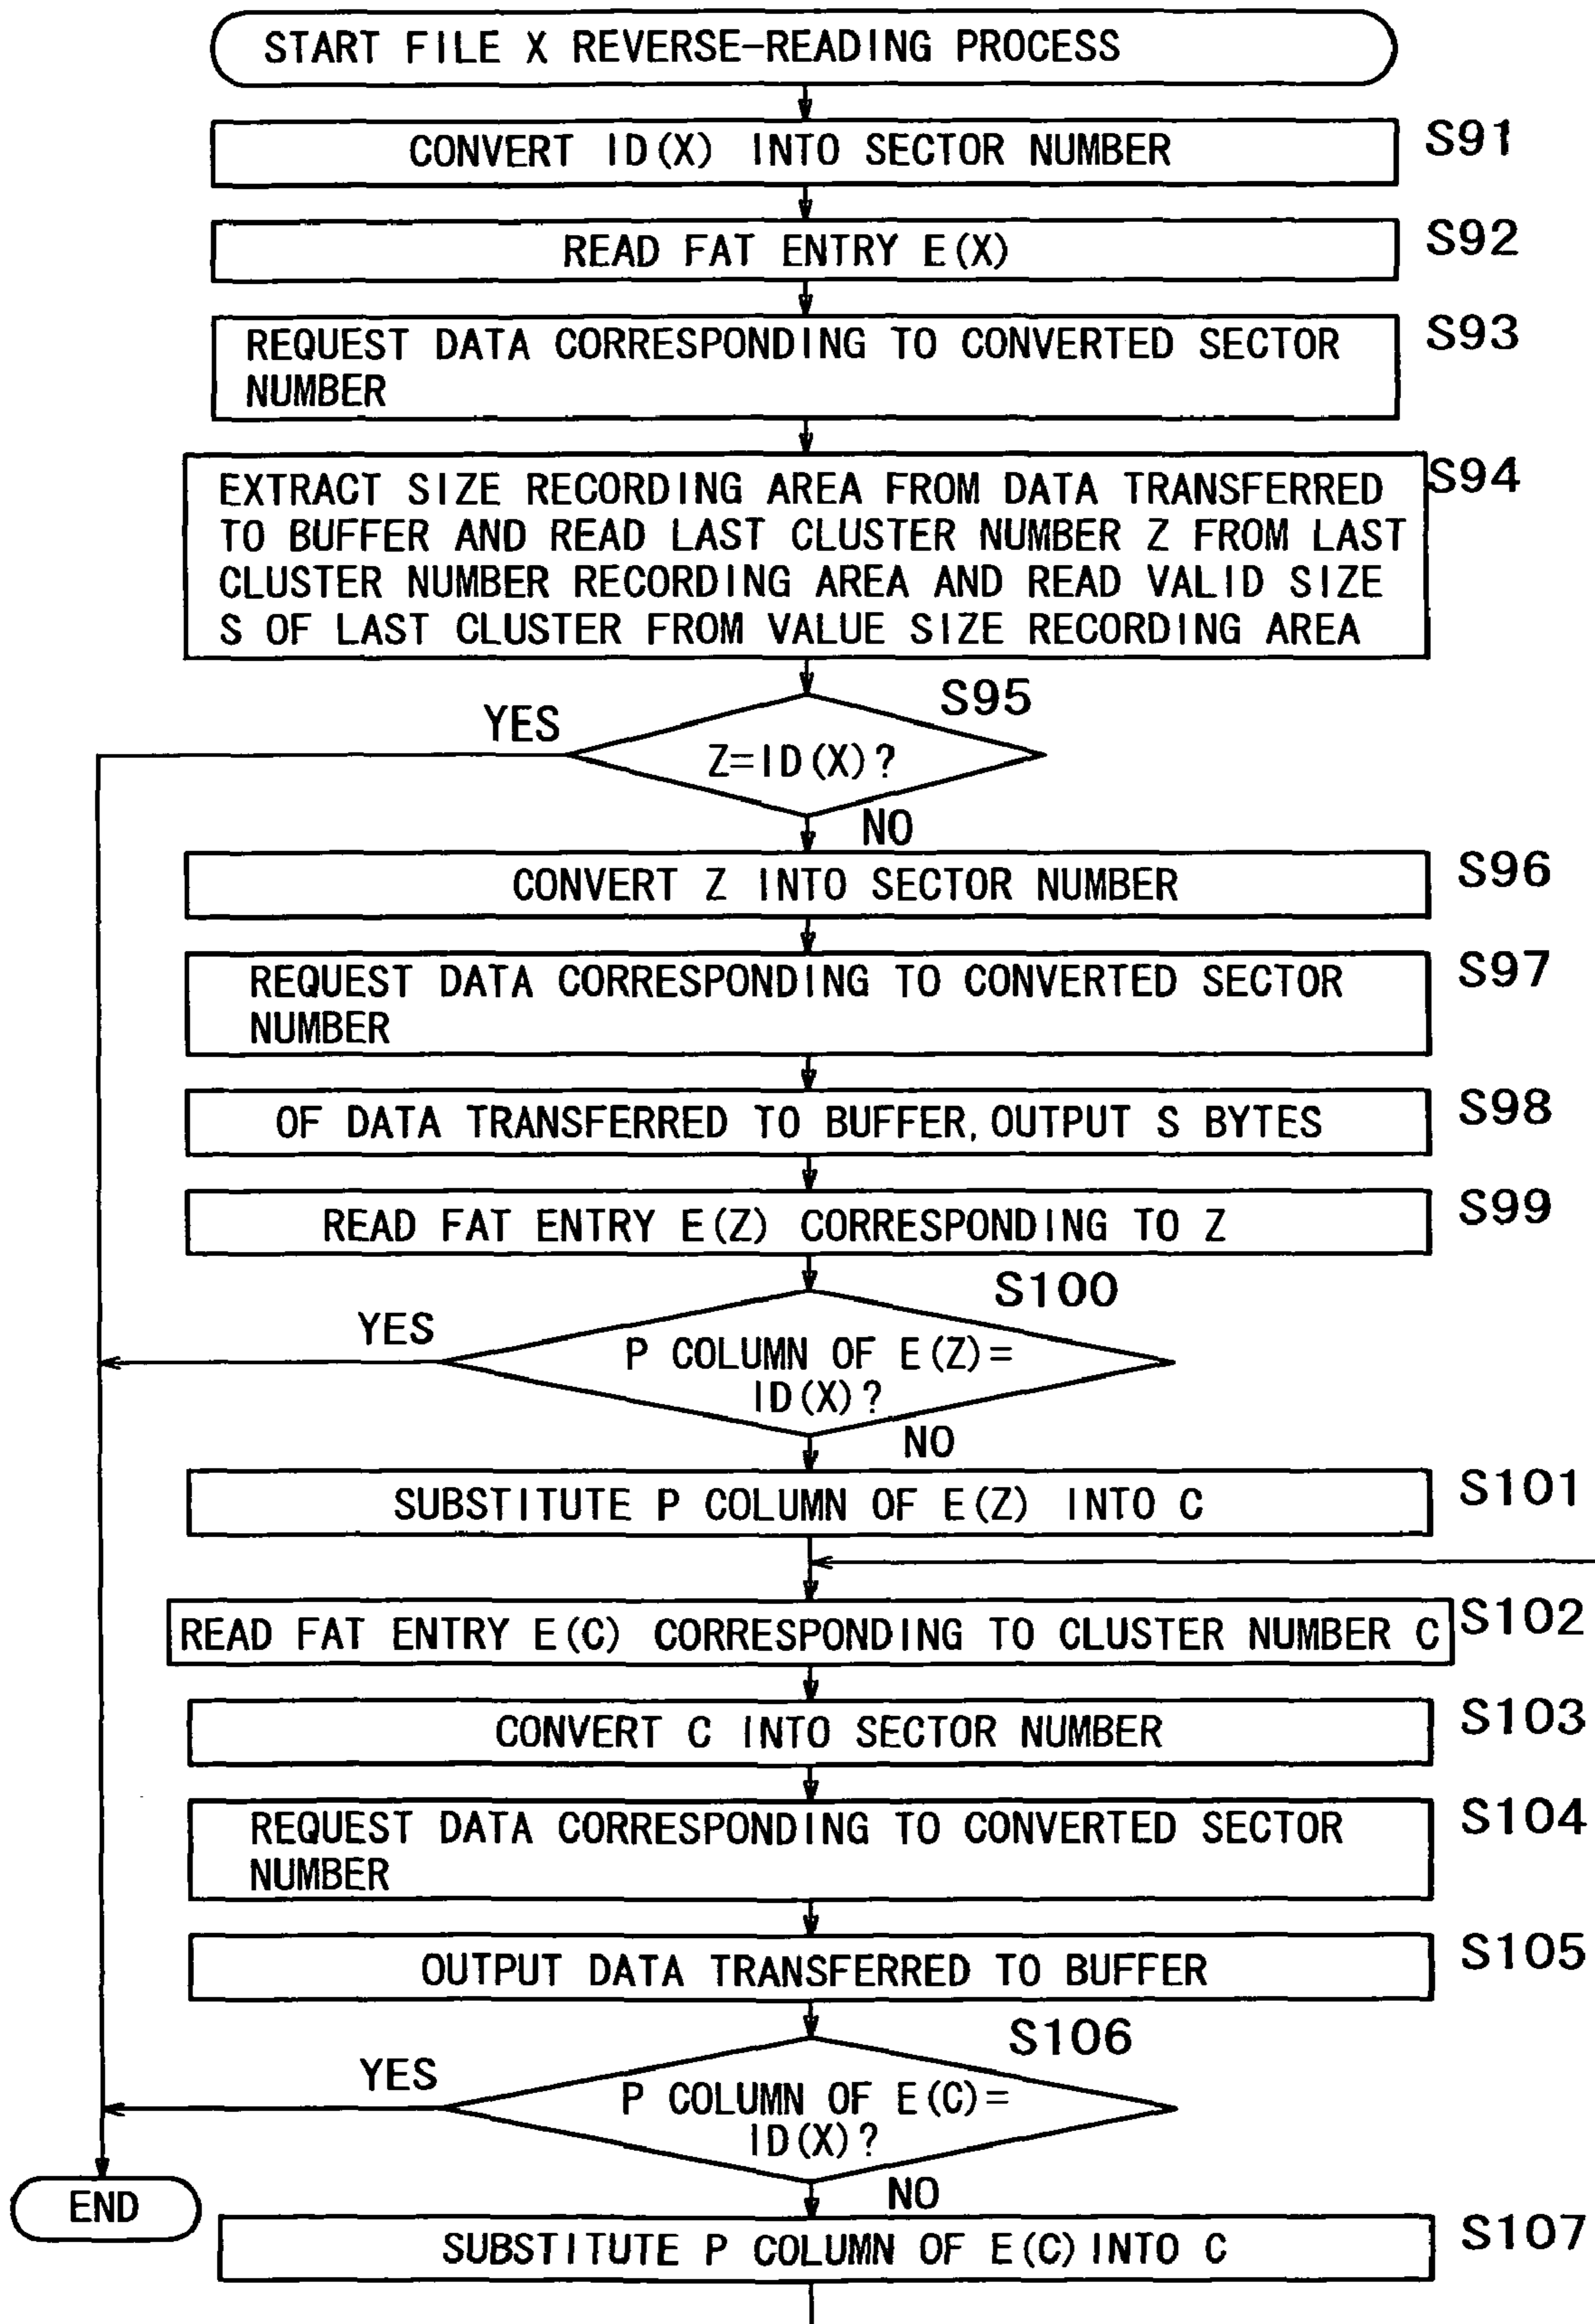 START FILE X REVERSE-READING PROCESS
CONVERT ID(X) INTO SECTOR NUMBER
S91
READ FAT ENTRY E(X)
S92
REQUEST DATA CORRESPONDING TO CONVERTED SECTOR
NUMBER
S93
EXTRACT SIZE RECORDING AREA FROM DATA TRANSFERRED
TO BUFFER AND READ LAST CLUSTER NUMBER Z FROM LAST
CLUSTER NUMBER RECORDING AREA AND READ VALID SIZE
S OF LAST CLUSTER FROM VALUE SIZE RECORDING AREA
S94
S95
YES
Z=ID(X)?
NO
CONVERT Z INTO SECTOR NUMBER
S96
REQUEST DATA CORRESPONDING TO CONVERTED SECTOR
NUMBER
S97
OF DATA TRANSFERRED TO BUFFER, OUTPUT S BYTES
S98
READ FAT ENTRY E(Z) CORRESPONDING TO Z
S99
S100
YES
P COLUMN OF E(Z)=
ID(X)?
NO
SUBSTITUTE P COLUMN OF E(Z) INTO C
S101
READ FAT ENTRY E(C) CORRESPONDING TO CLUSTER NUMBER C
S102
CONVERT C INTO SECTOR NUMBER
S103
REQUEST DATA CORRESPONDING TO CONVERTED SECTOR
NUMBER
S104
OUTPUT DATA TRANSFERRED TO BUFFER
S105
S106
YES
P COLUMN OF E(C)=
ID(X)?
NO
END
SUBSTITUTE P COLUMN OF E(C) INTO C
S107